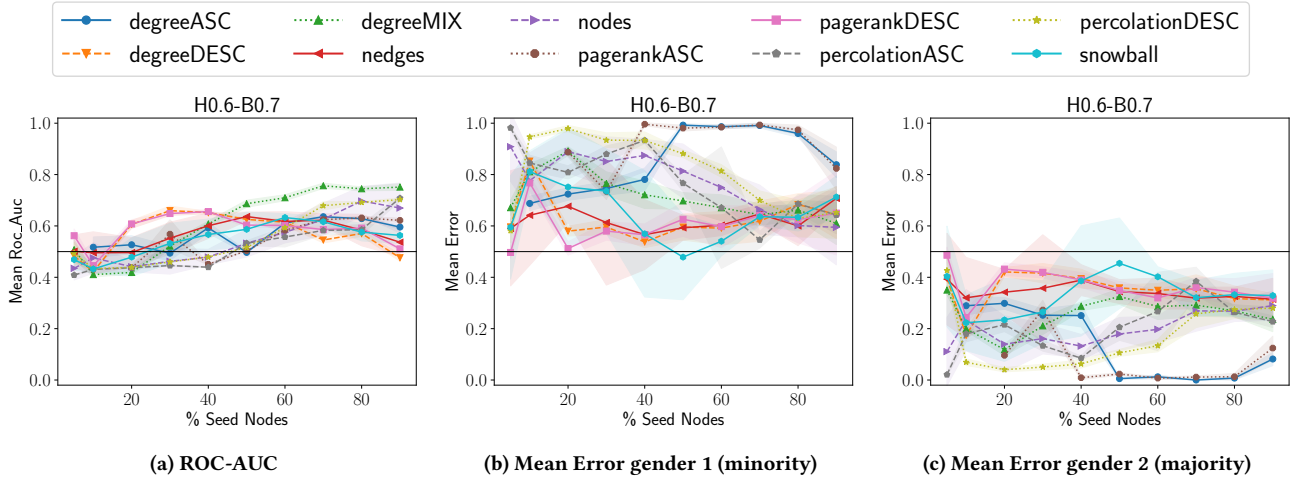 degreeASC degreeMIX nodes pagerankDESC percolationDESC
degreeDESC nedges pagerankASC percolationASC snowball
H0.6-B0.7 H0.6-B0.7 H0.6-B0.7
1.0 1.0 1.0
0.8 0.8 0.8
0.6 0.6 0.6
0.4 0.4 0.4
0.2 0.2 0.2
0.0 0.0 0.0
Mean Roc_Auc Mean Error Mean Error
20 40 60 80 20 40 60 80 20 40 60 80
% Seed Nodes % Seed Nodes % Seed Nodes
(a) ROC-AUC (b) Mean Error gender 1 (minority) (c) Mean Error gender 2 (majority)